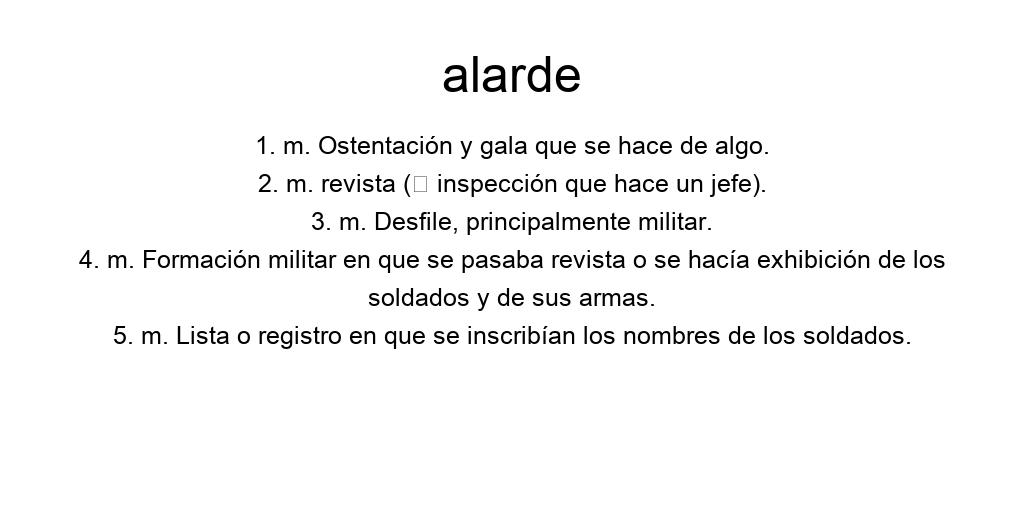 alarde
1. m. Ostentación y gala que se hace de algo.
2. m. revista (□ inspección que hace un jefe).
3. m. Desfile, principalmente militar.
4. m. Formación militar en que se pasaba revista o se hacía exhibición de los
soldados y de sus armas.
5. m. Lista o registro en que se inscribían los nombres de los soldados.